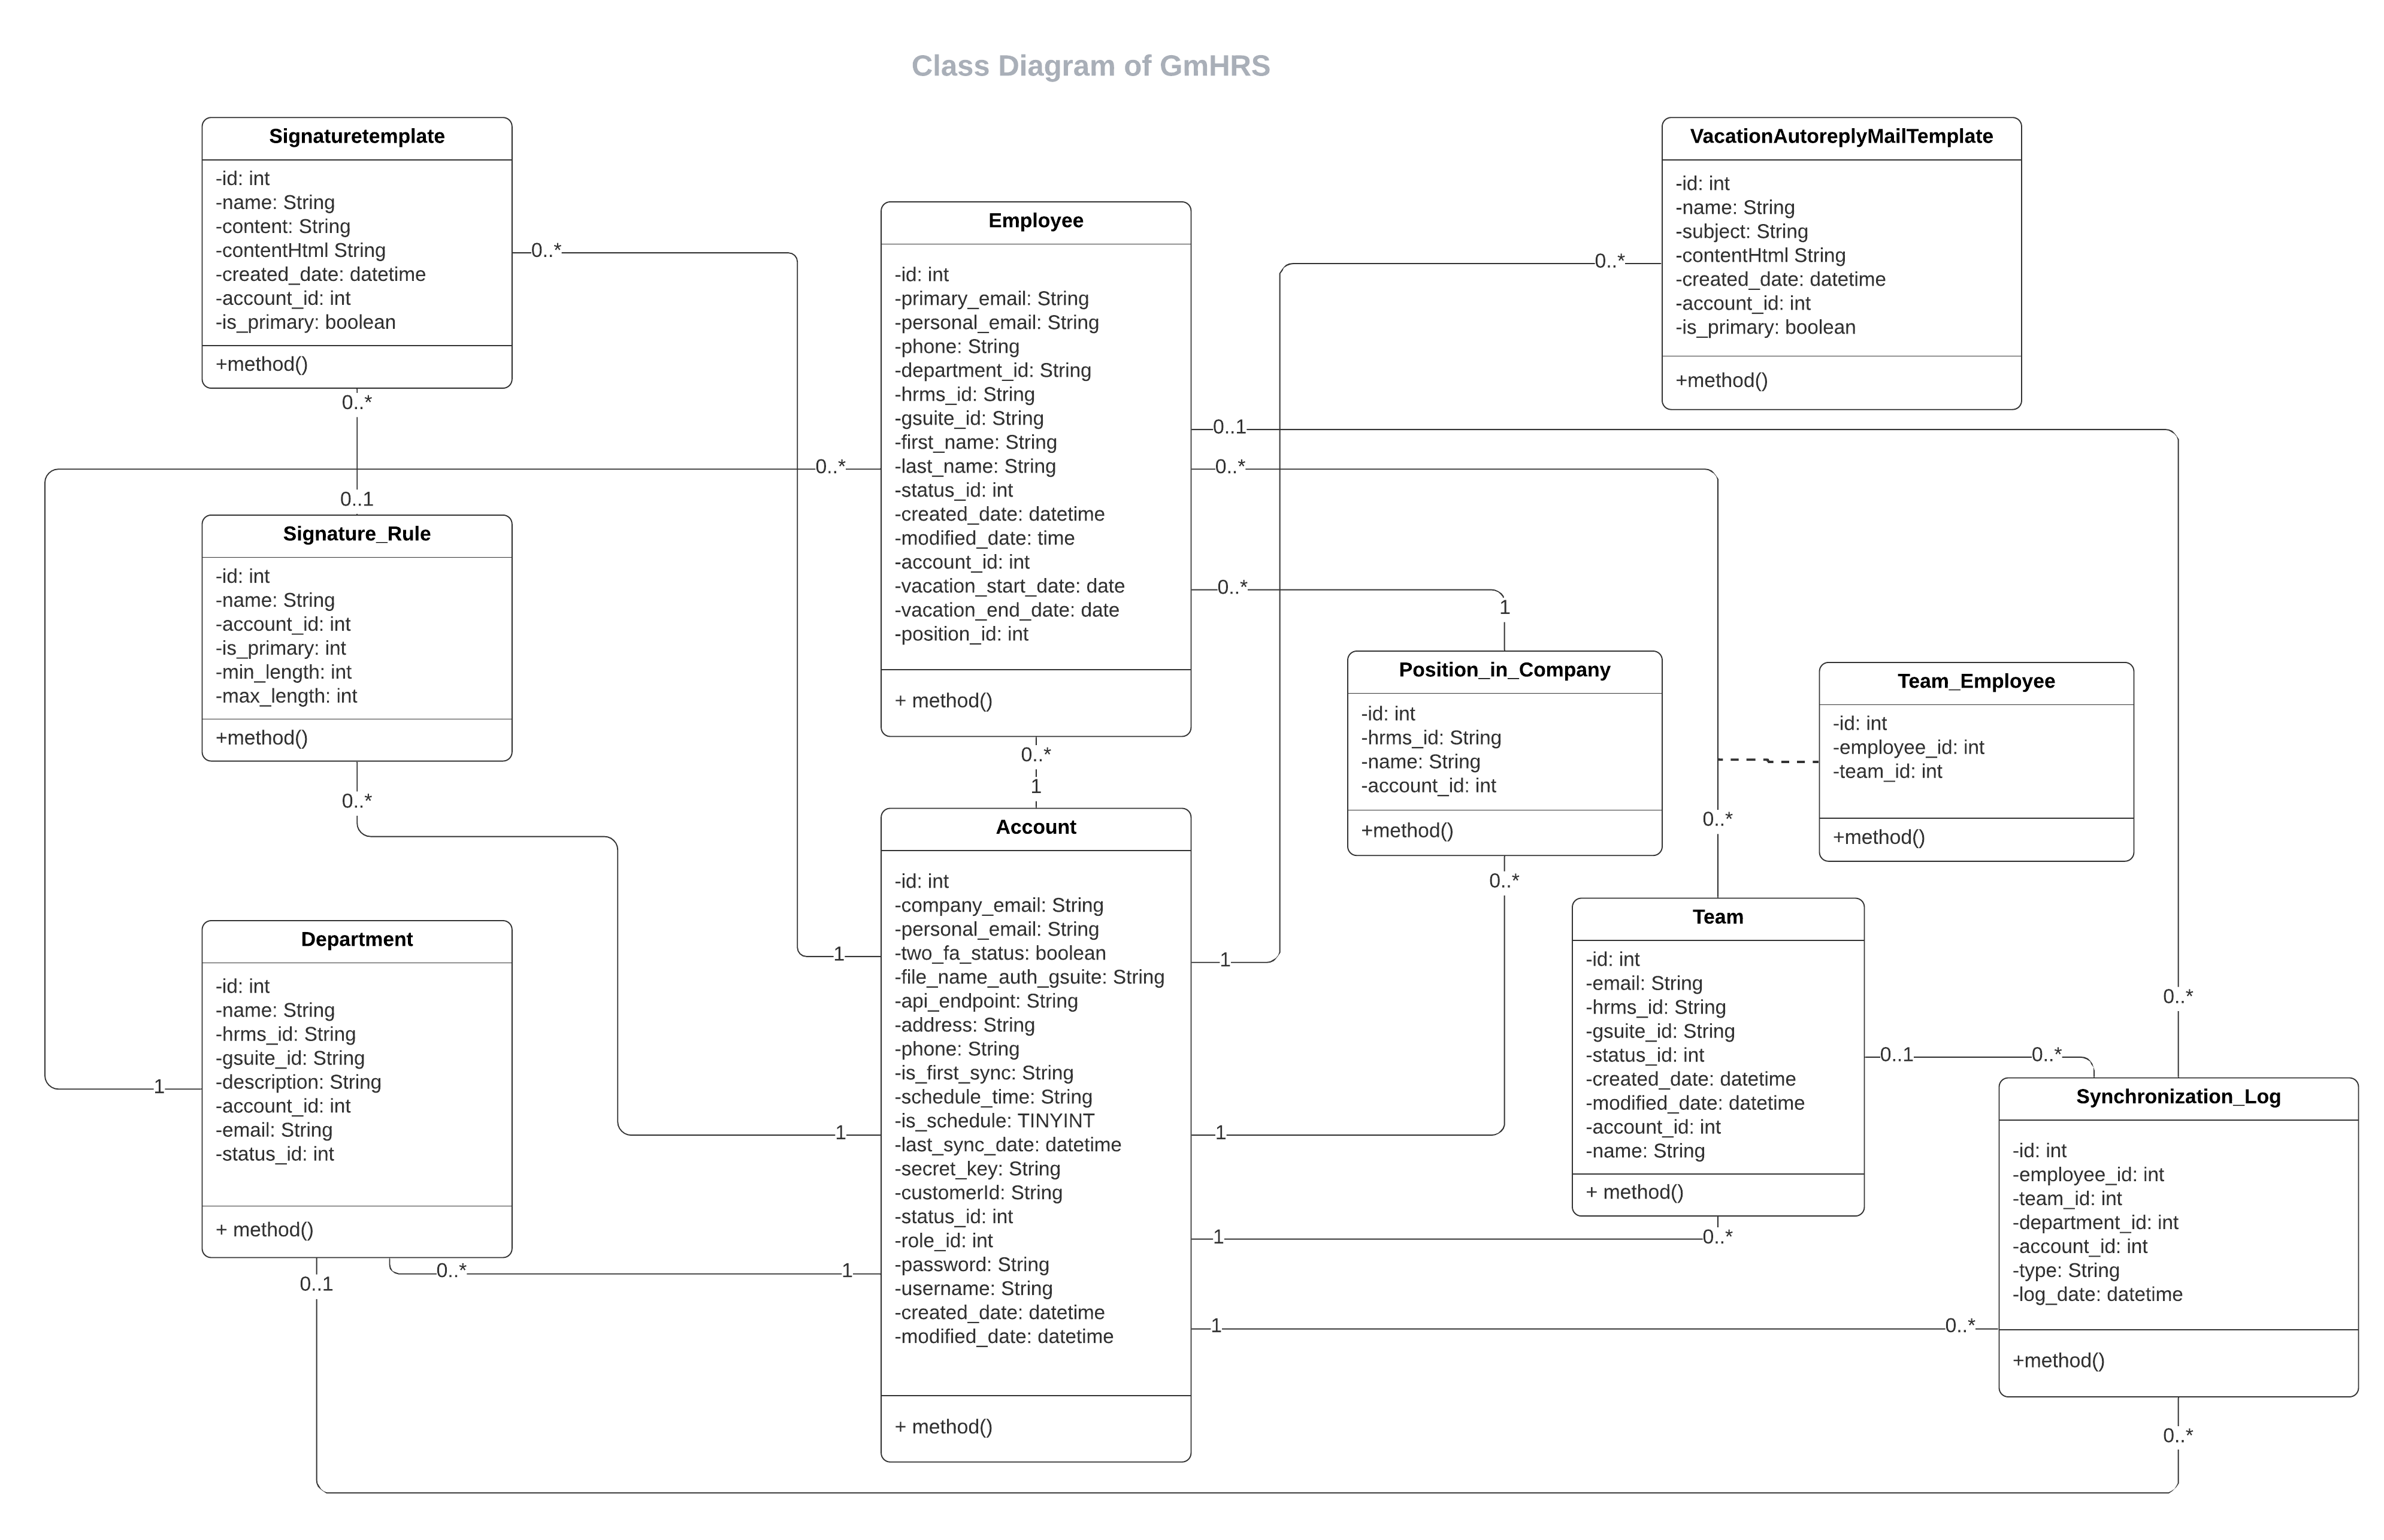 Class Diagram of GmHRS
Signaturetemplate
-id: int
-name: String
-content: String
-contentHtml String
-created_date: datetime
-account_id: int
-is_primary: boolean
+method()
0..*
0..*
0..1
Signature_Rule
-id: int
-name: String
-account_id: int
-is_primary: int
-min_length: int
-max_length: int
+method()
0..*
Department
-id: int
-name: String
-hrms_id: String
-gsuite_id: String
-description: String
-account_id: int
-email: String
-status_id: int
+ method()
1
0..*
0..1
Employee
-id: int
-primary_email: String
-personal_email: String
-phone: String
-department_id: String
-hrms_id: String
-gsuite_id: String
-first_name: String
-last_name: String
-status_id: int
-created_date: datetime
-modified_date: time
-account_id: int
-vacation_start_date: date
-vacation_end_date: date
-position_id: int
+ method()
0..*
0..1
0..*
0..*
0..*
1
Account
-id: int
-company_email: String
-personal_email: String
-two_fa_status: boolean
-file_name_auth_gsuite: String
-api_endpoint: String
-address: String
-phone: String
-is_first_sync: String
-schedule_time: String
-is_schedule: TINYINT
-last_sync_date: datetime
-secret_key: String
-customerId: String
-status_id: int
-role_id: int
-password: String
-username: String
-created_date: datetime
-modified_date: datetime
+ method()
1
1
1
1
1
1
1
VacationAutoreplyMailTemplate
-id: int
-name: String
-subject: String
-contentHtml String
-created_date: datetime
-account_id: int
-is_primary: boolean
+method()
0..*
1
Position_in_Company
-id: int
-hrms_id: String
-name: String
-account_id: int
+method()
0..*
Team_Employee
-id: int
-employee_id: int
-team_id: int
+method()
0..*
Team
-id: int
-email: String
-hrms_id: String
-gsuite_id: String
-status_id: int
-created_date: datetime
-modified_date: datetime
-account_id: int
-name: String
+ method()
0..*
0..1
0..*
0..*
Synchronization_Log
-id: int
-employee_id: int
-team_id: int
-department_id: int
-account_id: int
-type: String
-log_date: datetime
+method()
0..*
0..*